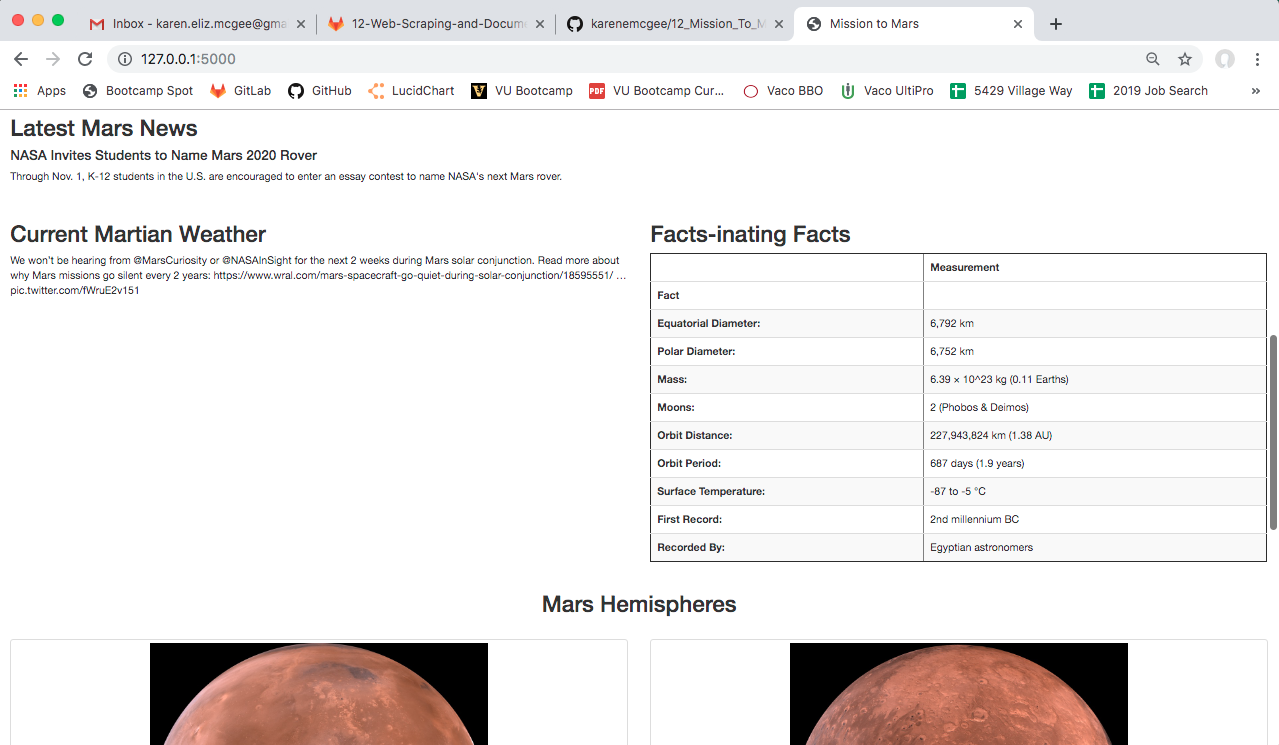 Inbox - karen.eliz.mcgee@gma
12-Web-Scraping-and-Docume
karenemcgee/12_Mission_To_M
Mission to Mars
127.0.0.1:5000
Apps
Bootcamp Spot
GitLab
GitHub
LucidChart
VU Bootcamp
PDF
VU Bootcamp Cur...
Vaco BBO
Vaco UltiPro
5429 Village Way
2019 Job Search
»
Latest Mars News
NASA Invites Students to Name Mars 2020 Rover
Through Nov. 1, K-12 students in the U.S. are encouraged to enter an essay contest to name NASA's next Mars rover.
Current Martian Weather
We won't be hearing from @MarsCuriosity or @NASAInSight for the next 2 weeks during Mars solar conjunction. Read more about
why Mars missions go silent every 2 years: https://www.wral.com/mars-spacecraft-go-quiet-during-solar-conjunction/18595551/ …
pic.twitter.com/fWruE2v151
Facts-inating Facts
Measurement
Fact
Equatorial Diameter: 6,792 km
Polar Diameter: 6,752 km
Mass: 6.39 × 10^23 kg (0.11 Earths)
Moons: 2 (Phobos & Deimos)
Orbit Distance: 227,943,824 km (1.38 AU)
Orbit Period: 687 days (1.9 years)
Surface Temperature: -87 to -5 °C
First Record: 2nd millennium BC
Recorded By: Egyptian astronomers
Mars Hemispheres